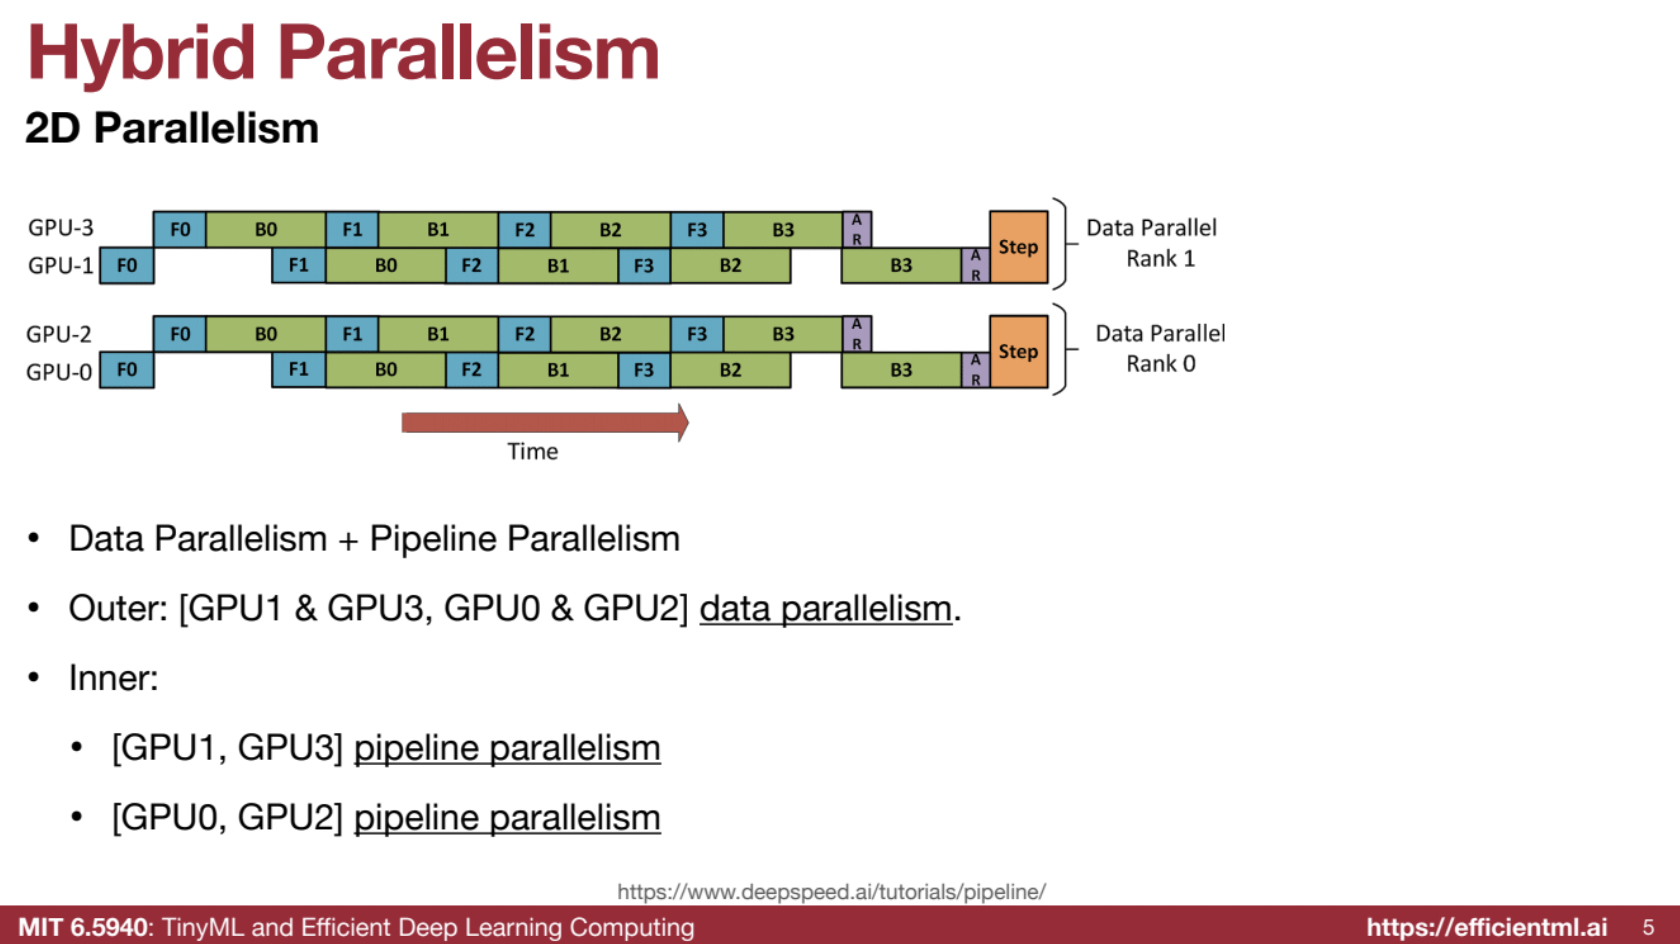 Hybrid Parallelism
2D Parallelism
GPU-3 F0 B0 F1 B1 F2 B2 F3 B3 A R
GPU-1 F0 F1 B0 F2 B1 F3 B2 B3 A R
Step
Data Parallel
Rank 1
GPU-2 F0 B0 F1 B1 F2 B2 F3 B3 A R
GPU-0 F0 F1 B0 F2 B1 F3 B2 B3 A R
Step
Data Parallel
Rank 0
Time
• Data Parallelism + Pipeline Parallelism
• Outer: [GPU1 & GPU3, GPU0 & GPU2] data parallelism.
• Inner:
• [GPU1, GPU3] pipeline parallelism
• [GPU0, GPU2] pipeline parallelism
https://www.deepspeed.ai/tutorials/pipeline/
MIT 6.5940: TinyML and Efficient Deep Learning Computing
https://efficientml.ai 5